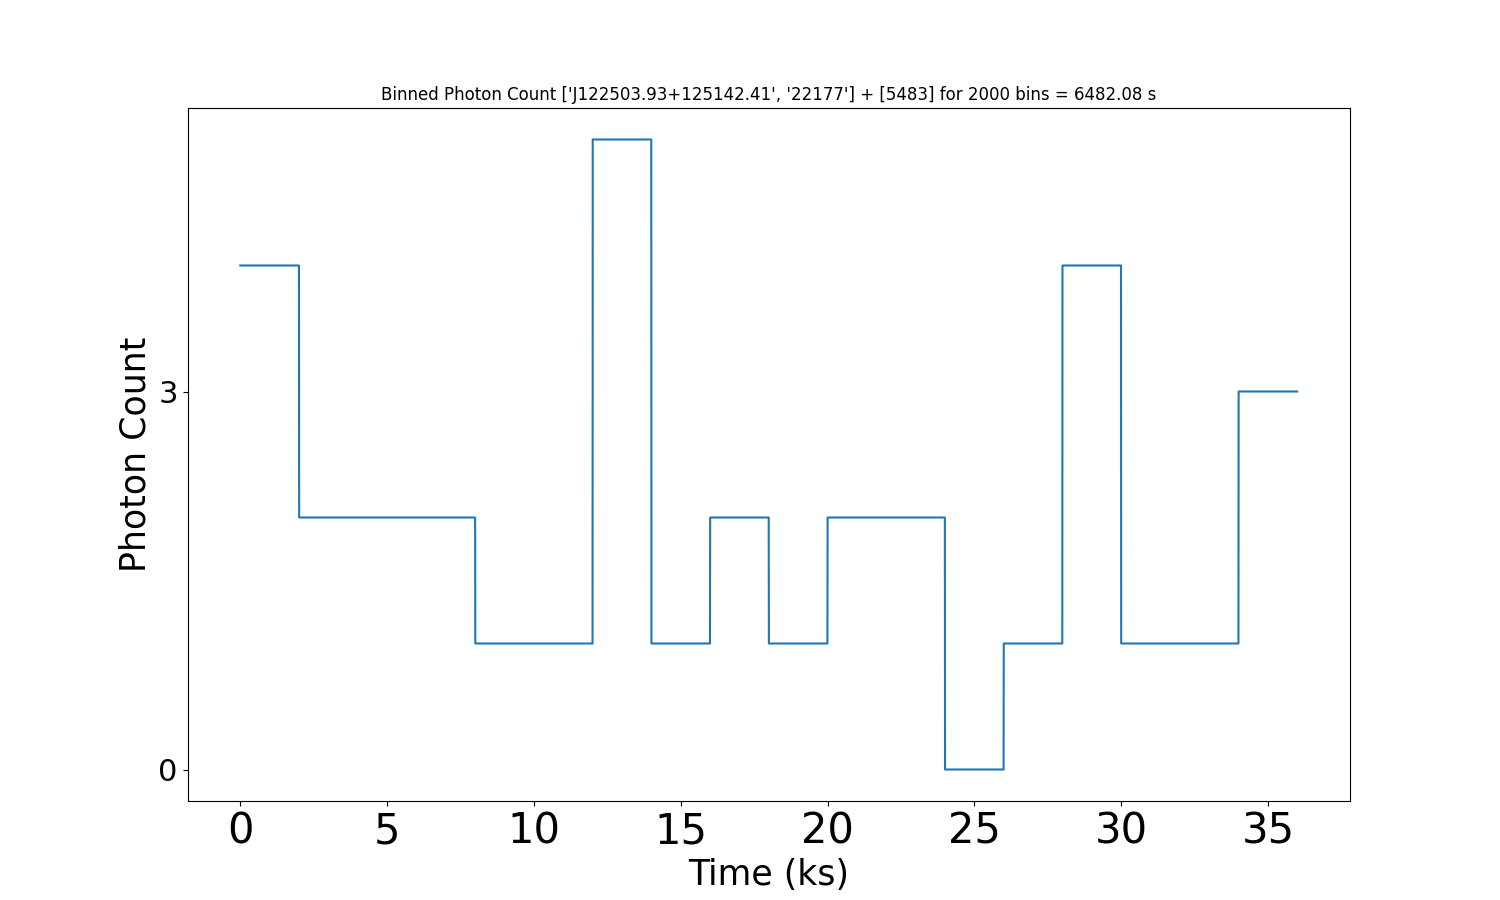 Binned Photon Count ['J122503.93+125142.41', '22177'] + [5483] for 2000 bins = 6482.08 s
Photon Count
3
0
0 5 10 15 20 25 30 35
Time (ks)